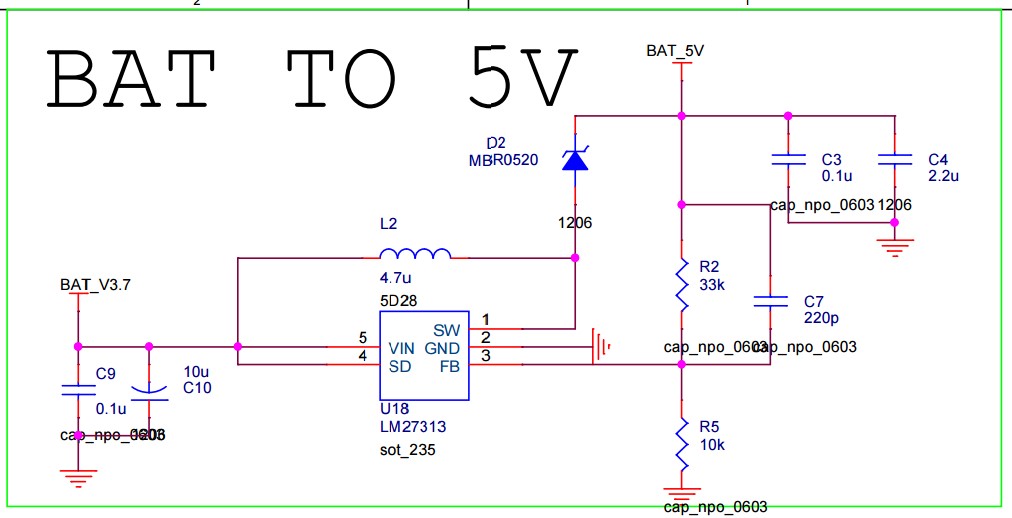 2
1
BAT TO 5V
BAT_5V
D2
MBR0520
1206
C3
0.1u
cap_npo_0603
C4
2.2u
1206
L2
4.7u
5D28
BAT_V3.7
R2
33k
C7
220p
cap_npo_0603
cap_npo_0603
5
4
VIN
SD
SW
GND
FB
1
2
3
U18
LM27313
sot_235
C9
0.1u
cap_npo_0603
10u
C10
1206
R5
10k
cap_npo_0603